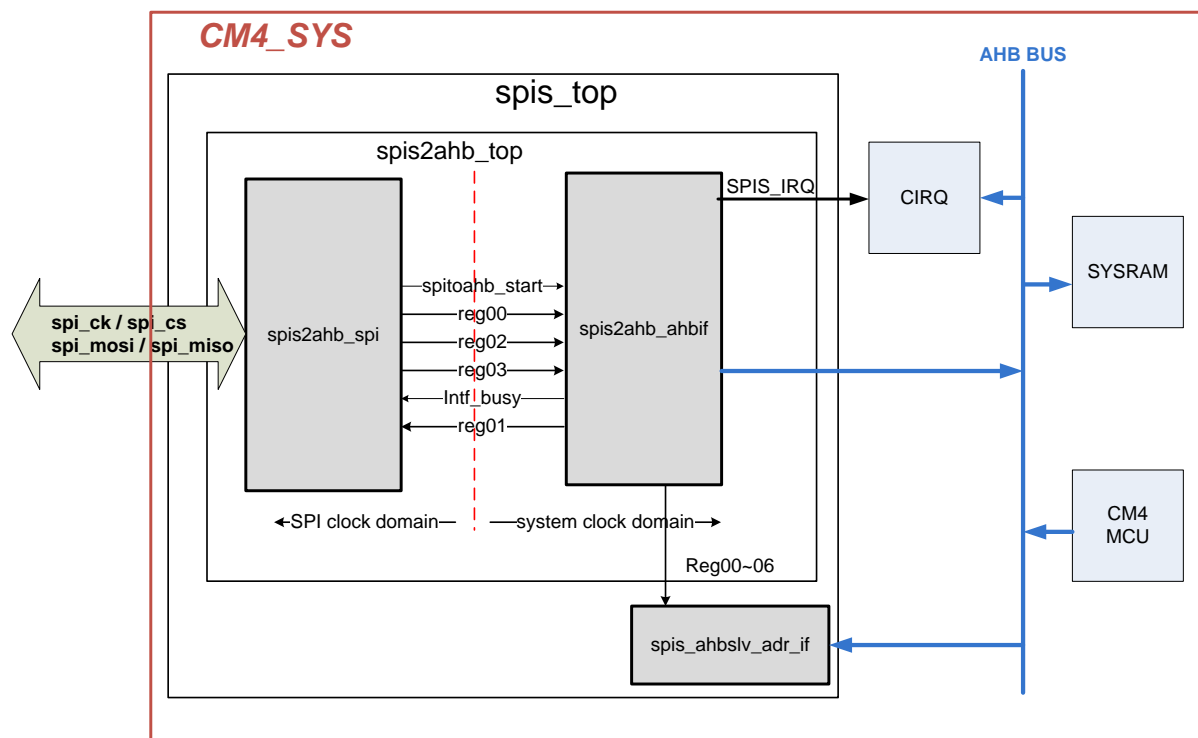 CM4_SYS
AHB BUS
spis_top
spis2ahb_top
SPIS_IRQ
CIRQ
SYSRAM
spitoahb_start
reg00
reg02
reg03
Intf_busy
reg01
spis2ahb_spi
spis2ahb_ahbif
spi_ck / spi_cs
spi_mosi / spi_miso
SPI clock domain
system clock domain
CM4
MCU
Reg00~06
spis_ahbslv_adr_if